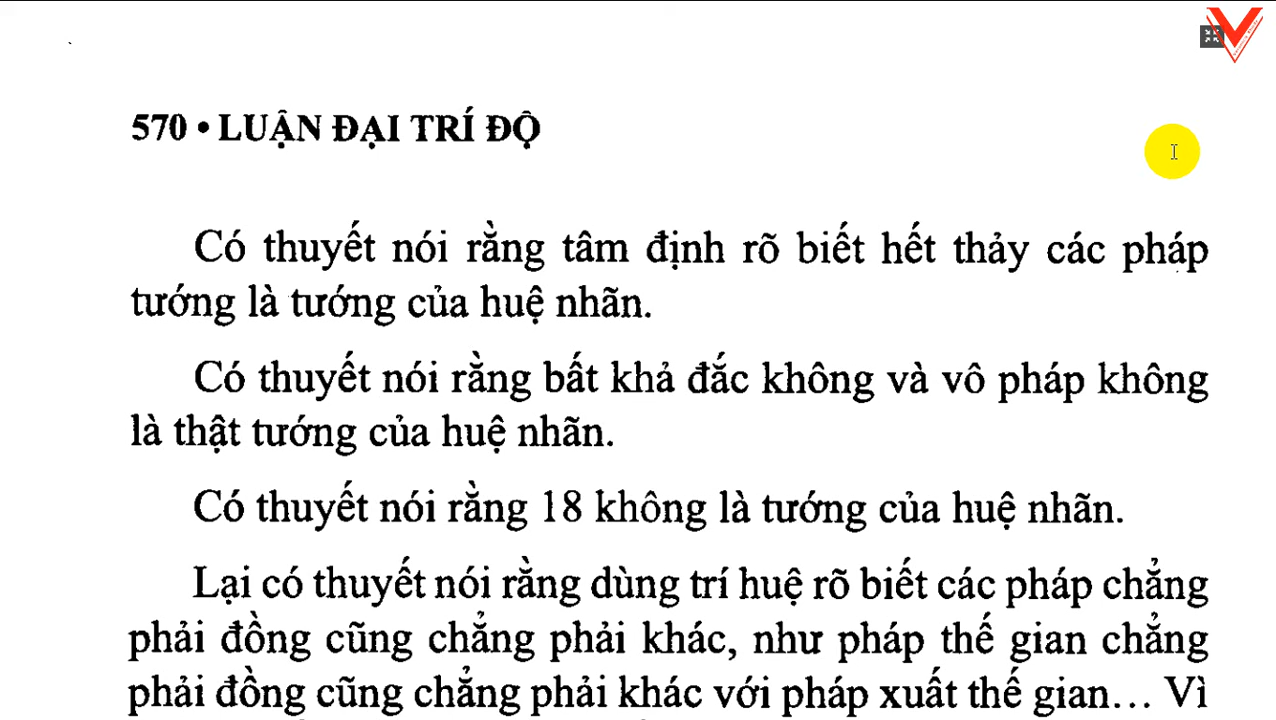 570 • LUẬN ĐẠI TRÍ ĐỘ
Có thuyết nói rằng tâm định rõ biết hết thảy các pháp
tướng là tướng của huệ nhãn.
Có thuyết nói rằng bất khả đắc không và vô pháp không
là thật tướng của huệ nhãn.
Có thuyết nói rằng 18 không là tướng của huệ nhãn.
Lại có thuyết nói rằng dùng trí huệ rõ biết các pháp chẳng
phải đồng cũng chẳng phải khác, như pháp thế gian chẳng
phải đồng cũng chẳng phải khác với pháp xuất thế gian... Vì